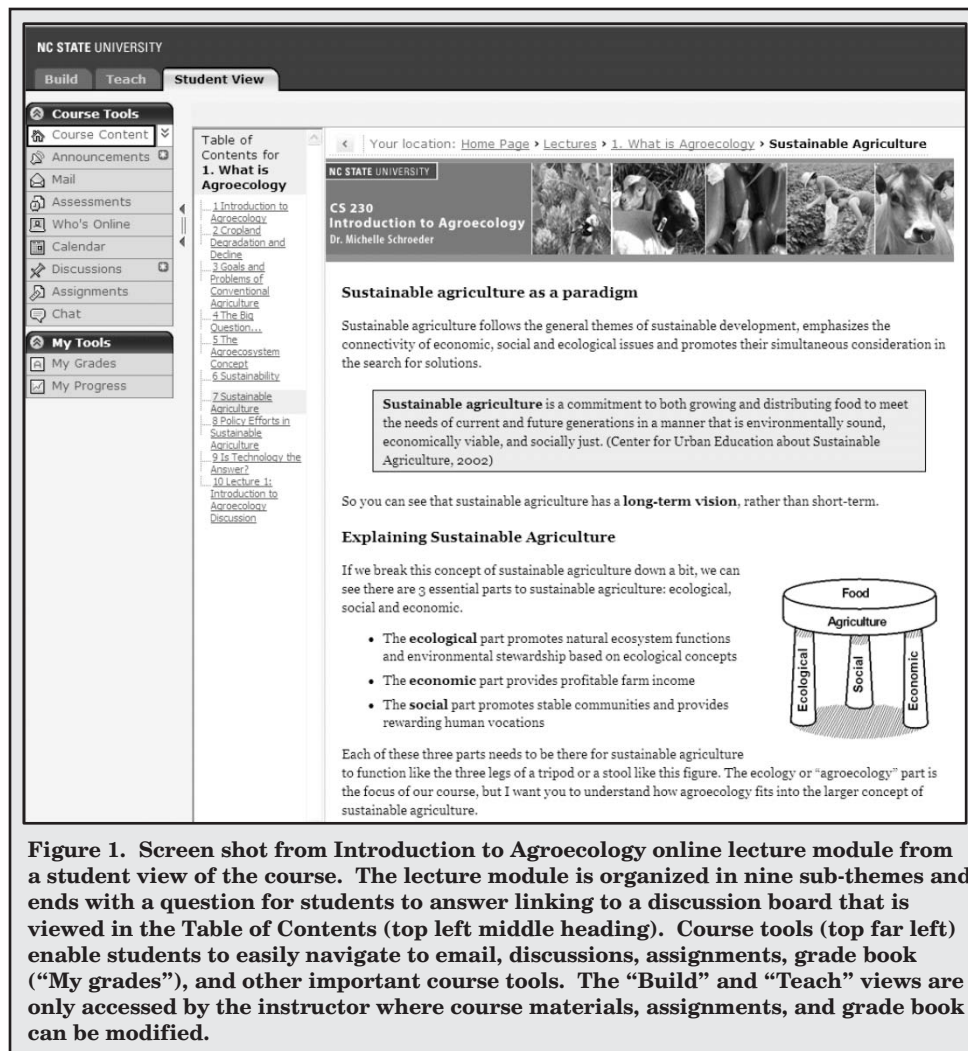 NC STATE UNIVERSITY
Build Teach Student View
Course Tools
Course Content
Announcements
Mail
Assessments
Who's Online
Calendar
Discussions
Assignments
Chat
My Tools
My Grades
My Progress
Table of
Contents for
1. What is
Agroecology
1 Introduction to
Agroecology
2 Cropland
Degradation and
Decline
3 Goals and
Problems of
Conventional
Agriculture
4 The Big
Question...
5 The
Agroecosystem
Concept
6 Sustainability
7 Sustainable
Agriculture
8 Policy Efforts in
Sustainable
Agriculture
9 Is Technology the
Answer?
10 Lecture 1:
Introduction to
Agroecology
Discussion
Your location: Home Page › Lectures › 1. What is Agroecology › Sustainable Agriculture
NC STATE UNIVERSITY
CS 230
Introduction to Agroecology
Dr. Michelle Schroeder
Sustainable agriculture as a paradigm
Sustainable agriculture follows the general themes of sustainable development, emphasizes the
connectivity of economic, social and ecological issues and promotes their simultaneous consideration in
the search for solutions.
Sustainable agriculture is a commitment to both growing and distributing food to meet
the needs of current and future generations in a manner that is environmentally sound,
economically viable, and socially just. (Center for Urban Education about Sustainable
Agriculture, 2002)
So you can see that sustainable agriculture has a long-term vision, rather than short-term.
Explaining Sustainable Agriculture
If we break this concept of sustainable agriculture down a bit, we can
see there are 3 essential parts to sustainable agriculture: ecological,
social and economic.
• The ecological part promotes natural ecosystem functions
and environmental stewardship based on ecological concepts
• The economic part provides profitable farm income
• The social part promotes stable communities and provides
rewarding human vocations
Food
Agriculture
Ecological
Social
Economic
Each of these three parts needs to be there for sustainable agriculture
to function like the three legs of a tripod or a stool like this figure. The ecology or “agroecology” part is
the focus of our course, but I want you to understand how agroecology fits into the larger concept of
sustainable agriculture.
Figure 1. Screen shot from Introduction to Agroecology online lecture module from
a student view of the course. The lecture module is organized in nine sub-themes and
ends with a question for students to answer linking to a discussion board that is
viewed in the Table of Contents (top left middle heading). Course tools (top far left)
enable students to easily navigate to email, discussions, assignments, grade book
(“My grades”), and other important course tools. The “Build” and “Teach” views are
only accessed by the instructor where course materials, assignments, and grade book
can be modified.